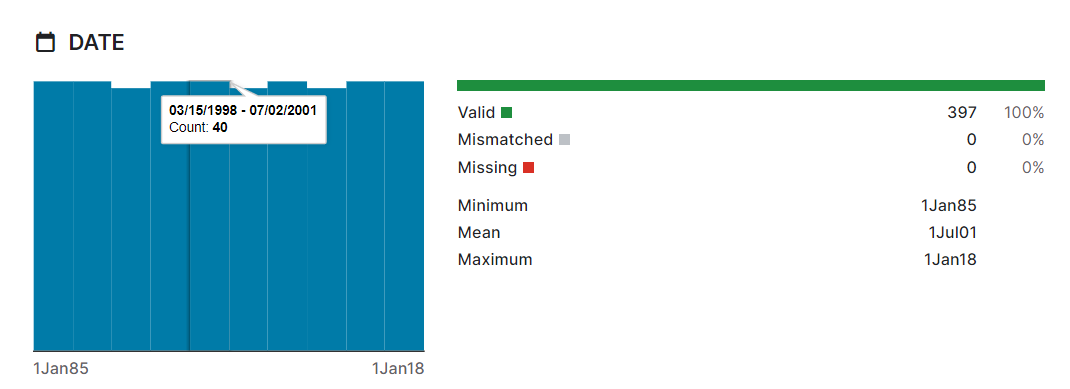 DATE
03/15/1998 - 07/02/2001
Count: 40
1Jan85 1Jan18
Valid 397 100%
Mismatched 0 0%
Missing 0 0%
Minimum 1Jan85
Mean 1Jul01
Maximum 1Jan18